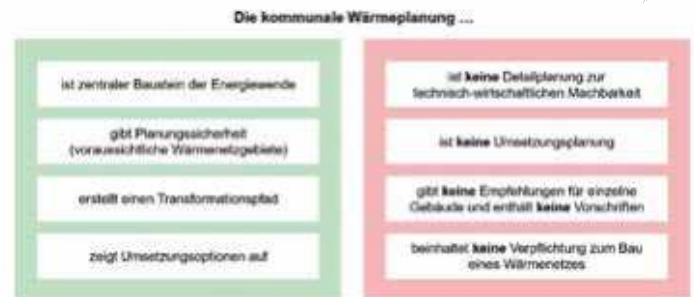 Die kommunale Wärmeplanung ...
ist zentraler Baustein der Energiewende
gibt Planungssicherheit
(voraussichtliche Wärmenetzgebiete)
erstellt einen Transformationspfad
zeigt Umsetzungsoptionen auf
ist keine Detailplanung zur
technisch-wirtschaftlichen Machbarkeit
ist keine Umsetzungsplanung
gibt keine Empfehlungen für einzelne
Gebäude und enthält keine Vorschriften
beinhaltet keine Verpflichtung zum Bau
eines Wärmenetzes